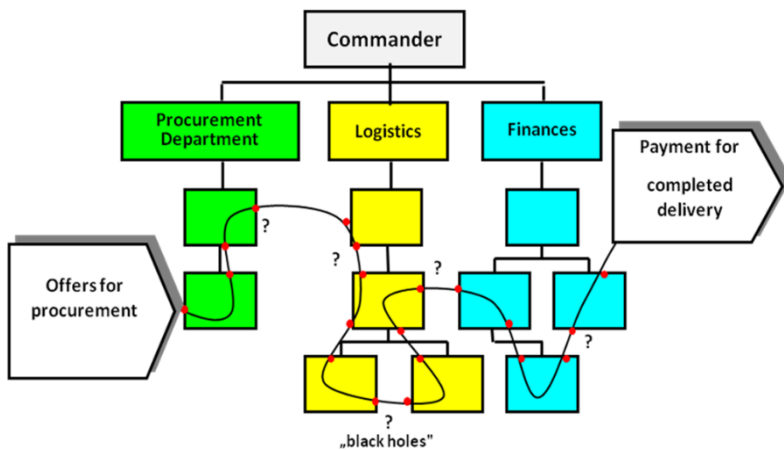 Commander
Procurement
Department
Logistics
Finances
Payment for
completed
delivery
?
?
?
Offers for
procurement
?
?
„black holes"